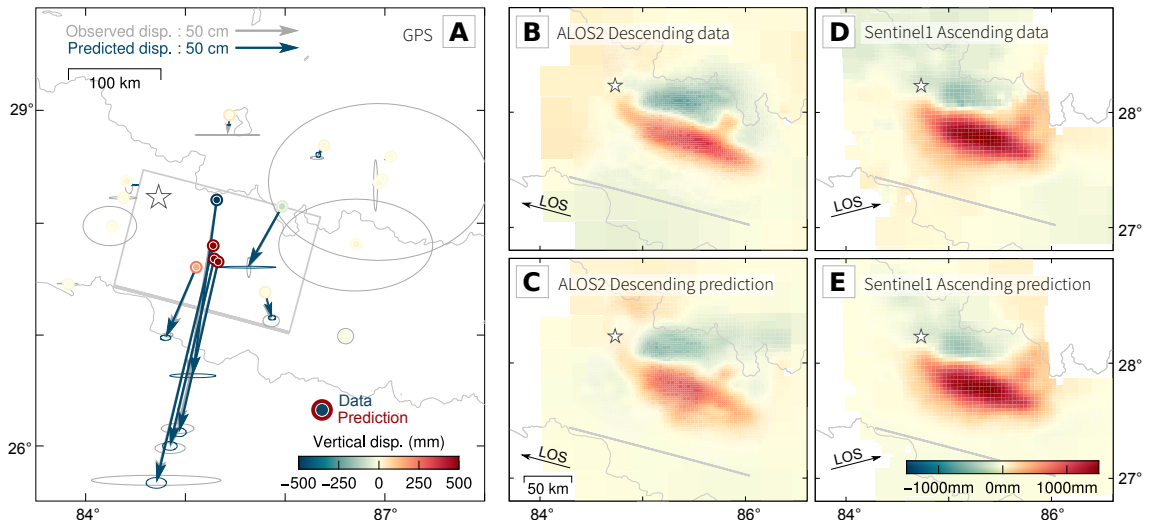 Observed disp. : 50 cm
Predicted disp. : 50 cm
GPS
A
100 km
29°
26°
84°
87°
Data
Prediction
Vertical disp. (mm)
−500 −250 0 250 500
B
ALOS2 Descending data
LOS
D
Sentinel1 Ascending data
LOS
28°
27°
C
ALOS2 Descending prediction
LOS
50 km
84°
86°
E
Sentinel1 Ascending prediction
LOS
−1000mm 0mm 1000mm
28°
27°
84°
86°